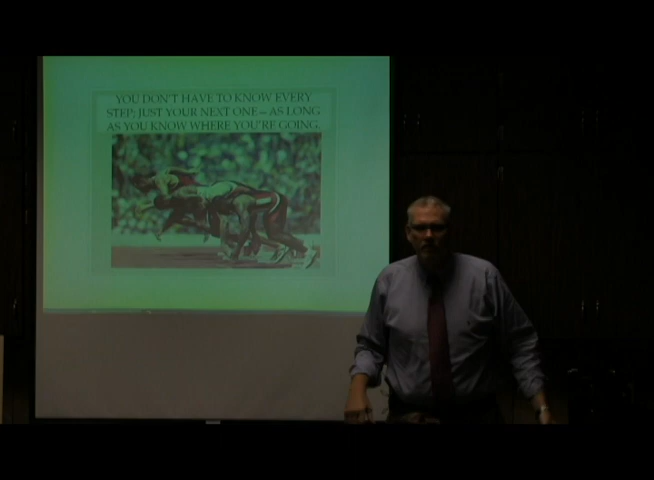 YOU DON'T HAVE TO KNOW EVERY
STEP; JUST YOUR NEXT ONE – AS LONG
AS YOU KNOW WHERE YOU'RE GOING.